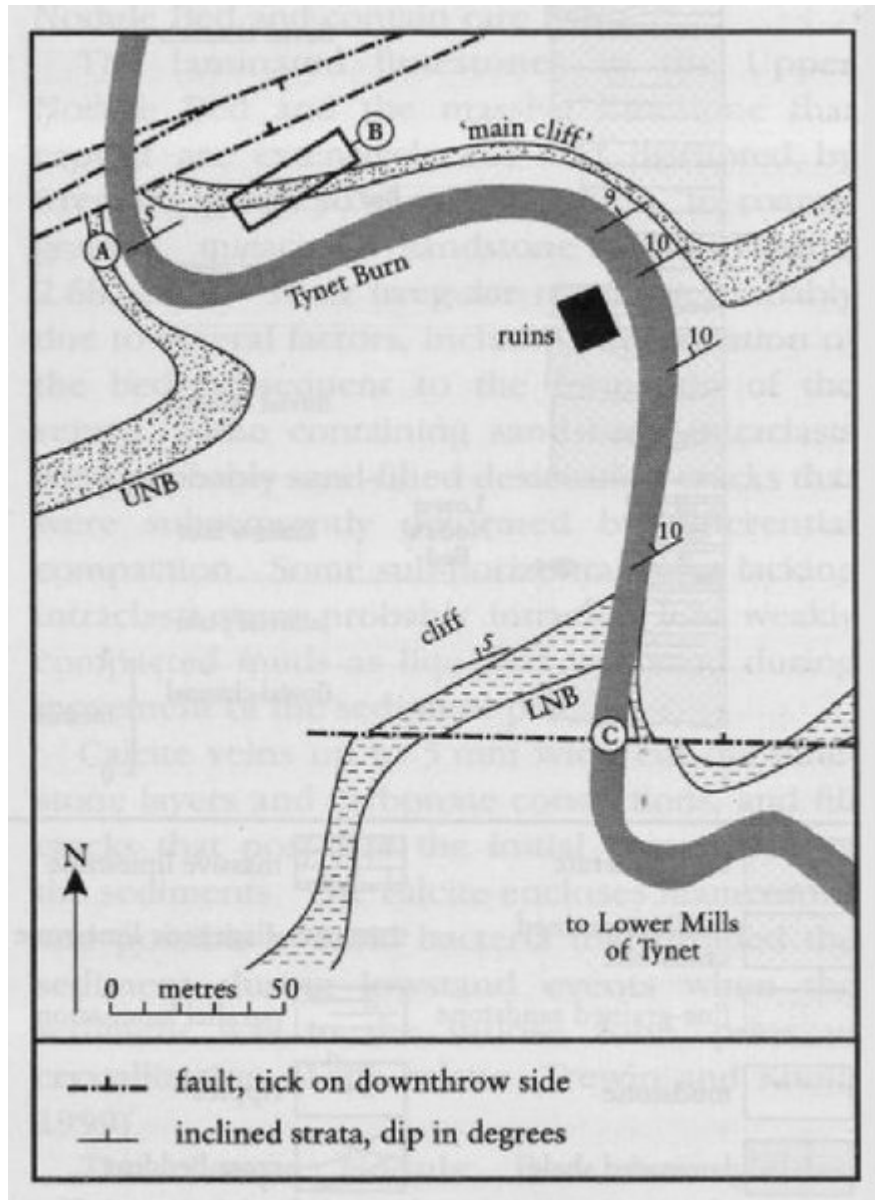 B
'main cliff'
5
9
A
10
Tynet Burn
ruins
10
UNB
10
cliff
5
LNB
C
N
to Lower Mills
of Tynet
0 metres 50
fault, tick on downthrow side
inclined strata, dip in degrees